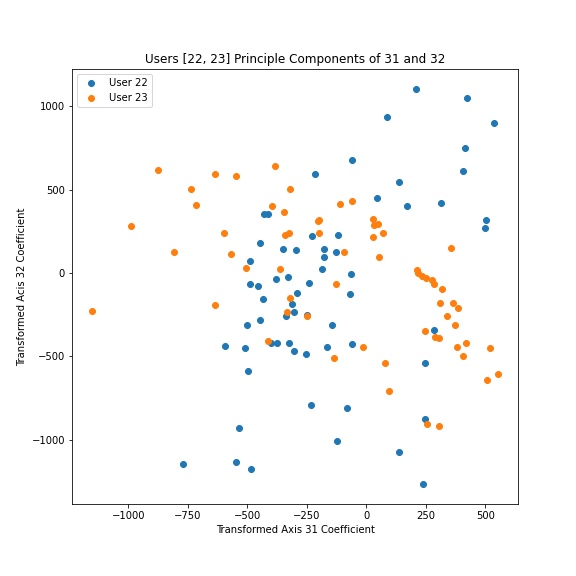 Users [22, 23] Principle Components of 31 and 32
User 22
User 23
1000
500
0
−500
−1000
Transformed Acis 32 Coefficient
−1000 −750 −500 −250 0 250 500
Transformed Axis 31 Coefficient